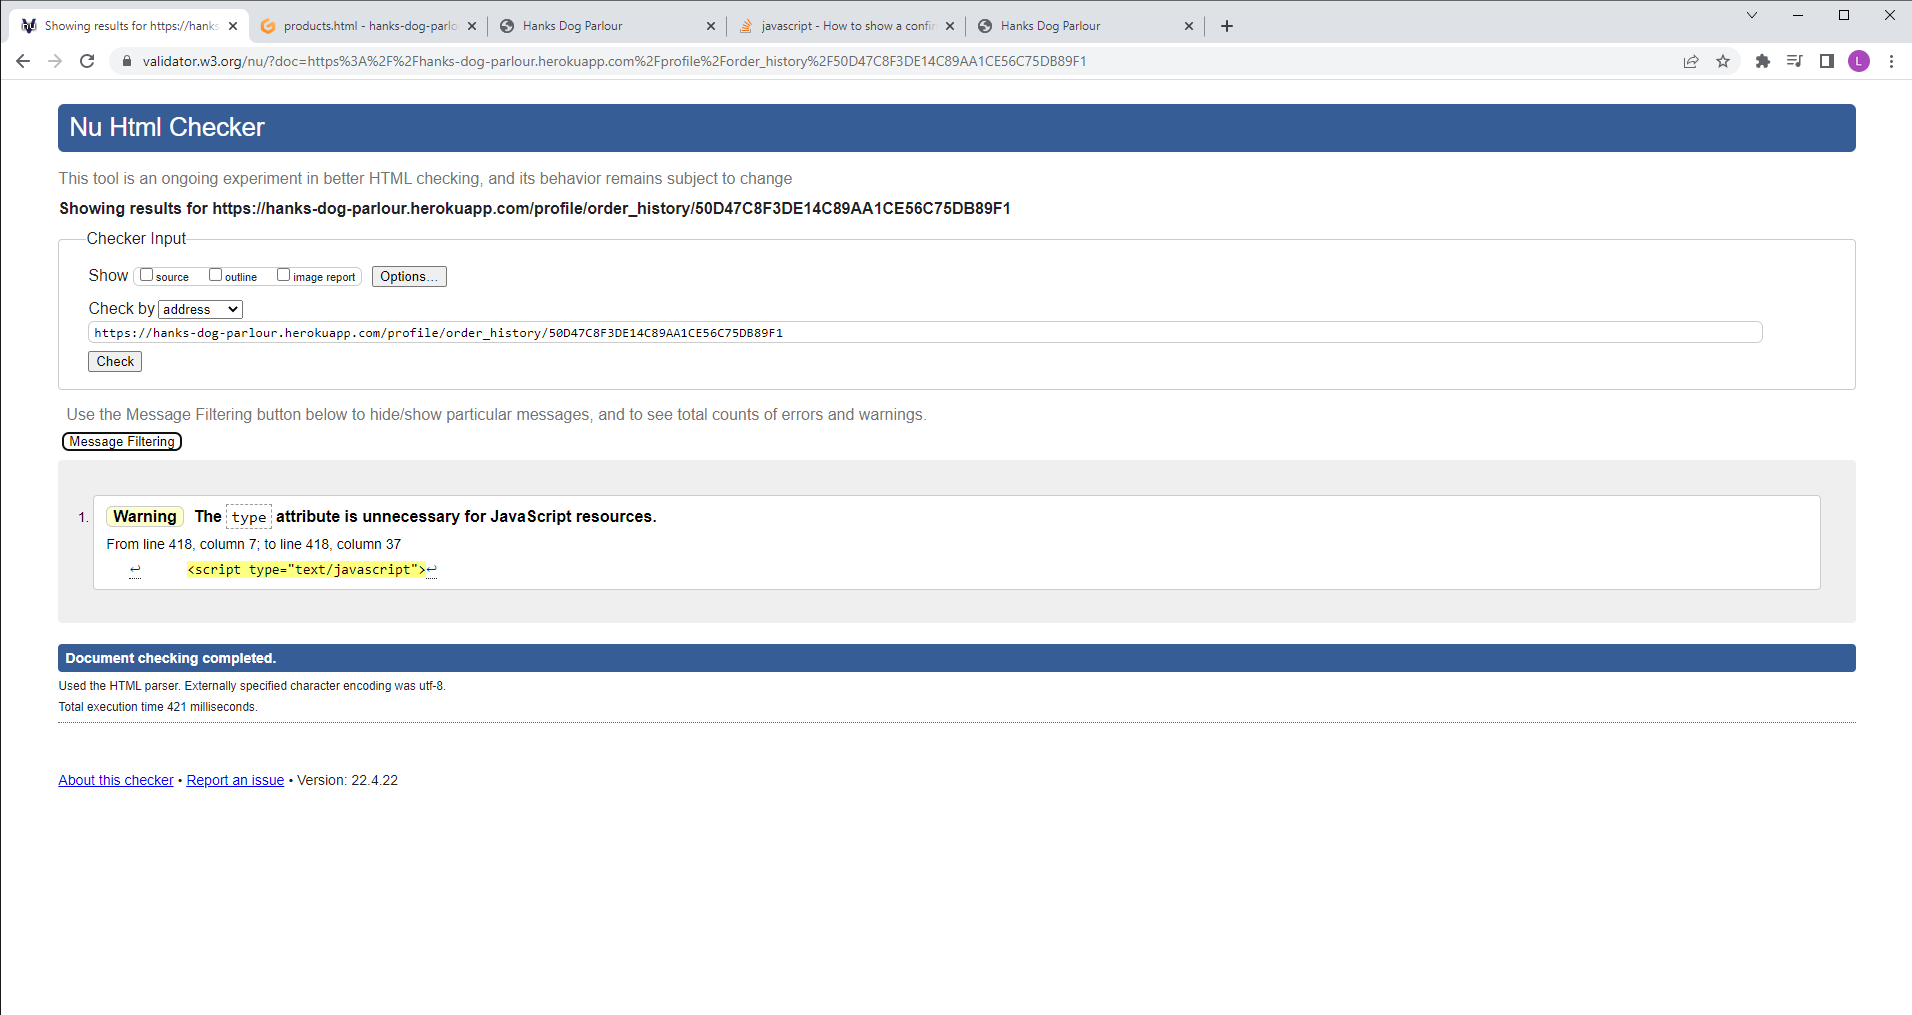 Showing results for https://hanks
products.html - hanks-dog-parlo
Hanks Dog Parlour
javascript - How to show a confir
Hanks Dog Parlour
validator.w3.org/nu/?doc=https%3A%2F%2Fhanks-dog-parlour.herokuapp.com%2Fprofile%2Forder_history%2F50D47C8F3DE14C89AA1CE56C75DB89F1
L
Nu Html Checker
This tool is an ongoing experiment in better HTML checking, and its behavior remains subject to change
Showing results for https://hanks-dog-parlour.herokuapp.com/profile/order_history/50D47C8F3DE14C89AA1CE56C75DB89F1
Checker Input
Show source outline image report Options...
Check by address
https://hanks-dog-parlour.herokuapp.com/profile/order_history/50D47C8F3DE14C89AA1CE56C75DB89F1
Check
Use the Message Filtering button below to hide/show particular messages, and to see total counts of errors and warnings.
Message Filtering
1. Warning The type attribute is unnecessary for JavaScript resources.
From line 418, column 7; to line 418, column 37
↩ <script type="text/javascript">↩
Document checking completed.
Used the HTML parser. Externally specified character encoding was utf-8.
Total execution time 421 milliseconds.
About this checker • Report an issue • Version: 22.4.22